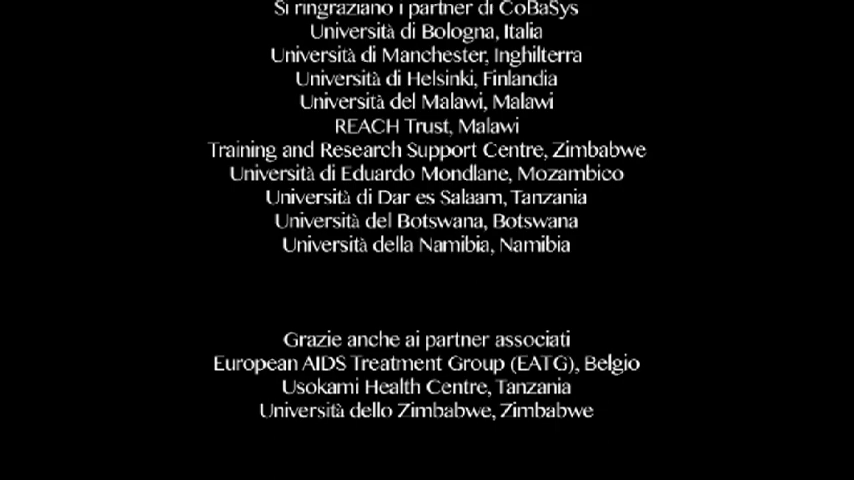 Si ringraziano i partner di CoBaSys
Università di Bologna, Italia
Università di Manchester, Inghilterra
Università di Helsinki, Finlandia
Università del Malawi, Malawi
REACH Trust, Malawi
Training and Research Support Centre, Zimbabwe
Università di Eduardo Mondlane, Mozambico
Università di Dar es Salaam, Tanzania
Università del Botswana, Botswana
Università della Namibia, Namibia
Grazie anche ai partner associati
European AIDS Treatment Group (EATG), Belgio
Usokami Health Centre, Tanzania
Università dello Zimbabwe, Zimbabwe